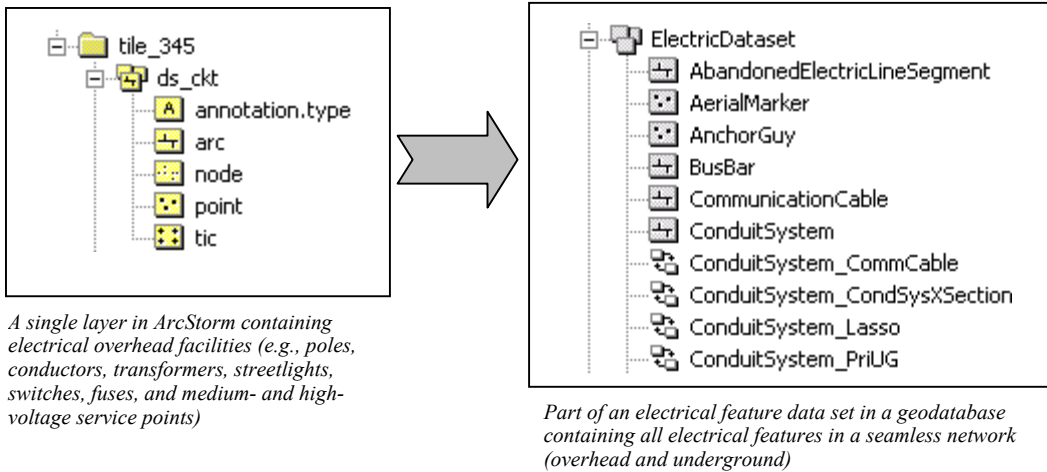 tile_345
ds_ckt
annotation.type
arc
node
point
tic
A single layer in ArcStorm containing
electrical overhead facilities (e.g., poles,
conductors, transformers, streetlights,
switches, fuses, and medium- and high-
voltage service points)
ElectricDataset
AbandonedElectricLineSegment
AerialMarker
AnchorGuy
BusBar
CommunicationCable
ConduitSystem
ConduitSystem_CommCable
ConduitSystem_CondSysXSection
ConduitSystem_Lasso
ConduitSystem_PriUG
Part of an electrical feature data set in a geodatabase
containing all electrical features in a seamless network
(overhead and underground)